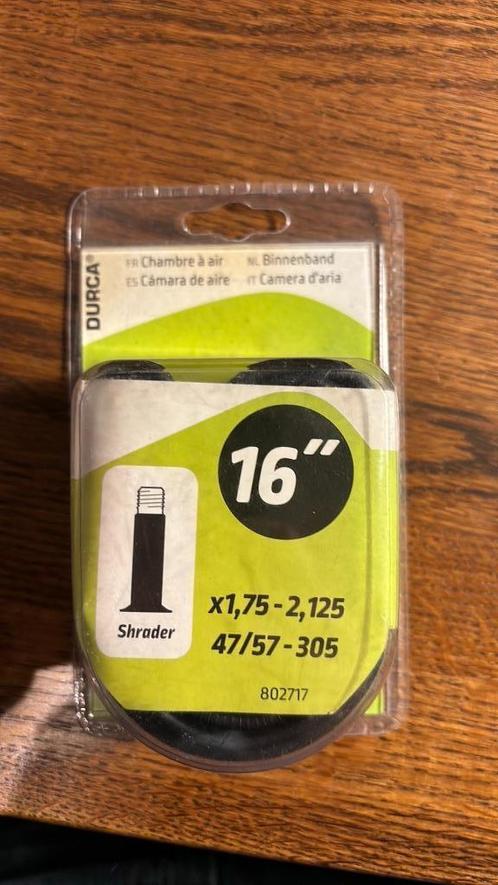 DURCA®
FR Chambre à air NL Binnenband
ES Cámara de aire IT Camera d'aria
16"
Shrader
x1,75-2,125
47/57-305
802717